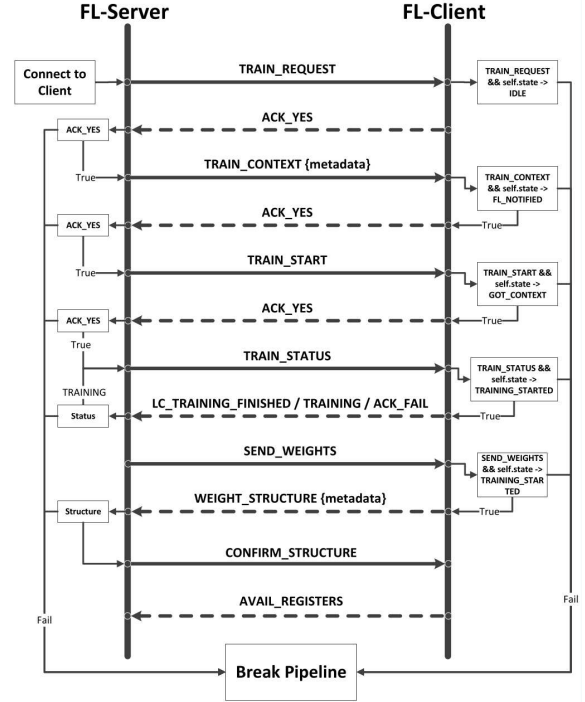 FL-Server
FL-Client
Connect to
Client
TRAIN_REQUEST
TRAIN_REQUEST
&& self.state ->
IDLE
ACK_YES
ACK_YES
True
TRAIN_CONTEXT {metadata}
TRAIN_CONTEXT
&& self.state ->
FL_NOTIFIED
ACK_YES
ACK_YES
True
True
TRAIN_START
TRAIN_START &&
self.state ->
GOT_CONTEXT
ACK_YES
ACK_YES
True
True
TRAIN_STATUS
TRAIN_STATUS &&
self.state ->
TRAINING_STARTED
TRAINING
Status
LC_TRAINING_FINISHED / TRAINING / ACK_FAIL
True
SEND_WEIGHTS
SEND_WEIGHTS
&& self.state ->
TRAINING_STAR
TED
Structure
WEIGHT_STRUCTURE {metadata}
True
CONFIRM_STRUCTURE
AVAIL_REGISTERS
Fail
Fail
Break Pipeline